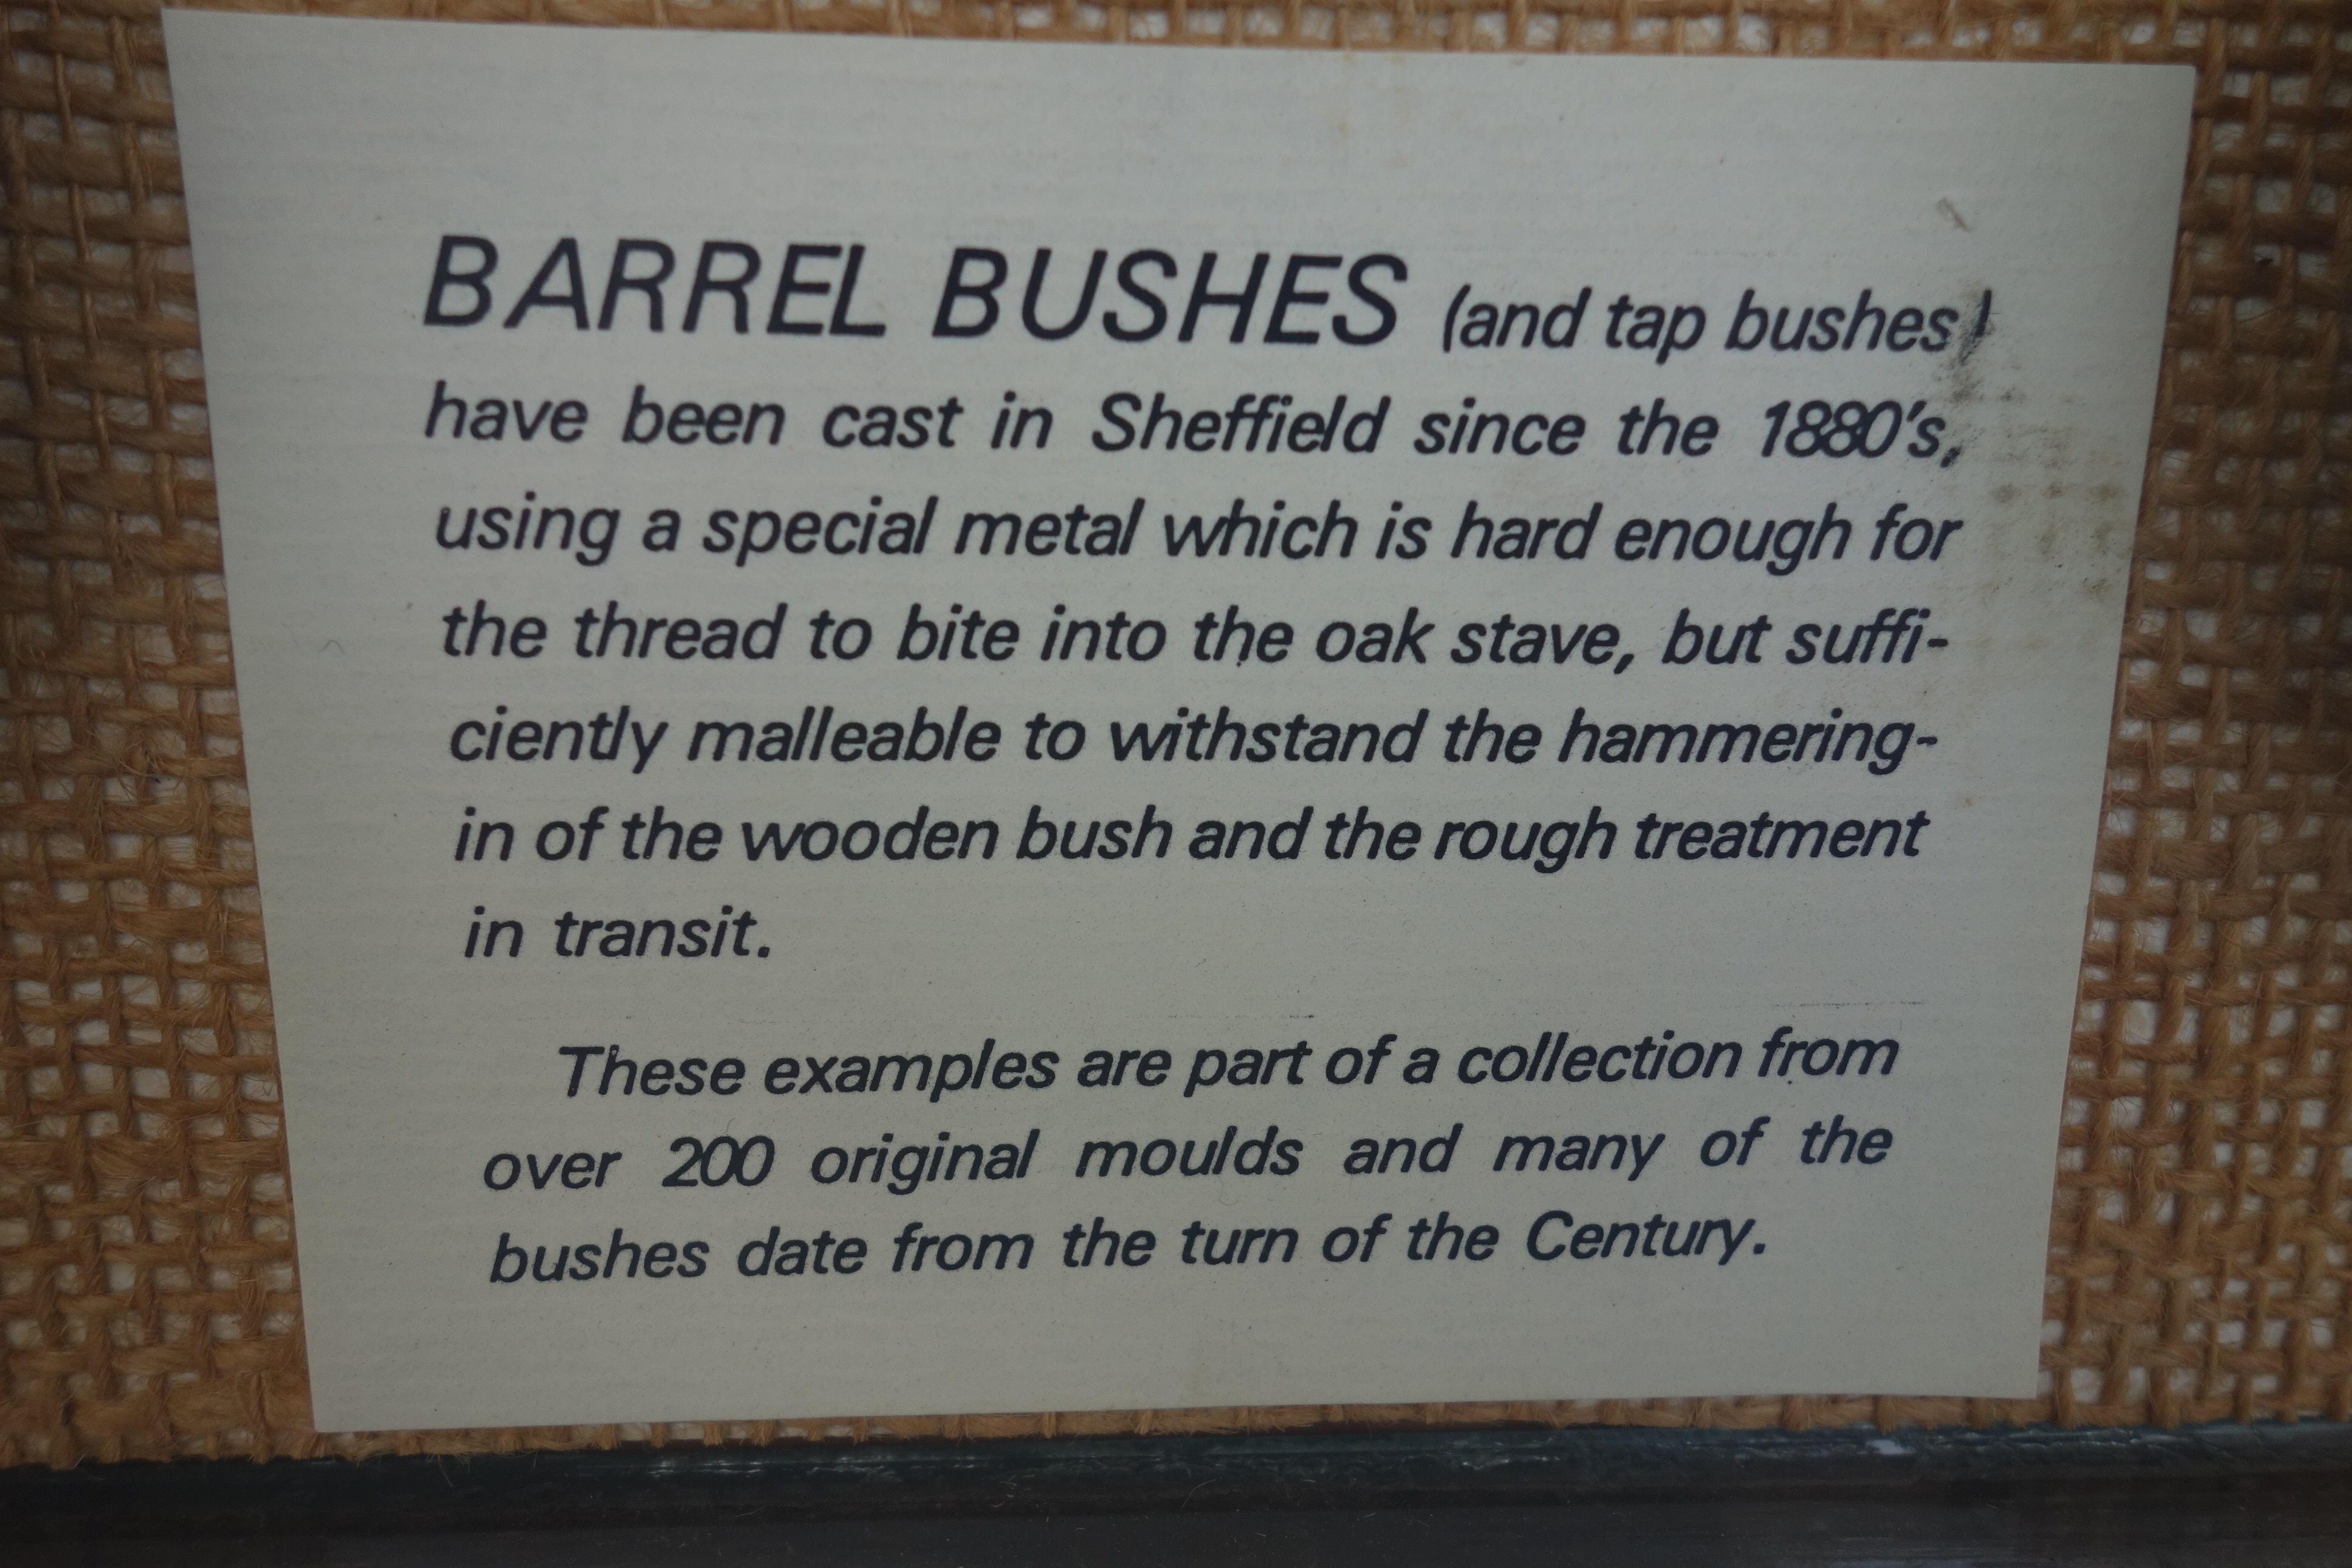 BARREL BUSHES (and tap bushes)
have been cast in Sheffield since the 1880's,
using a special metal which is hard enough for
the thread to bite into the oak stave, but suffi-
ciently malleable to withstand the hammering-
in of the wooden bush and the rough treatment
in transit.
These examples are part of a collection from
over 200 original moulds and many of the
bushes date from the turn of the Century.